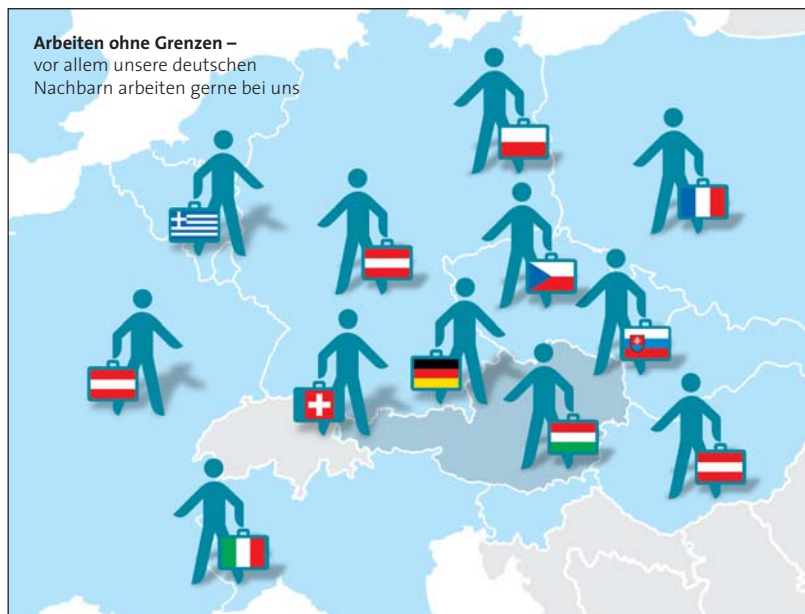 Arbeiten ohne Grenzen –
vor allem unsere deutschen
Nachbarn arbeiten gerne bei uns